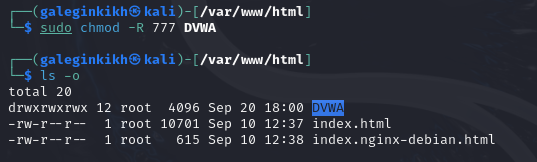 ┌──(galeginkikh㉿kali)-[/var/www/html]
└─$ sudo chmod -R 777 DVWA
┌──(galeginkikh㉿kali)-[/var/www/html]
└─$ ls -o
total 20
drwxrwxrwx 12 root  4096 Sep 20 18:00 DVWA
-rw-r--r--  1 root 10701 Sep 10 12:37 index.html
-rw-r--r--  1 root   615 Sep 10 12:38 index.nginx-debian.html